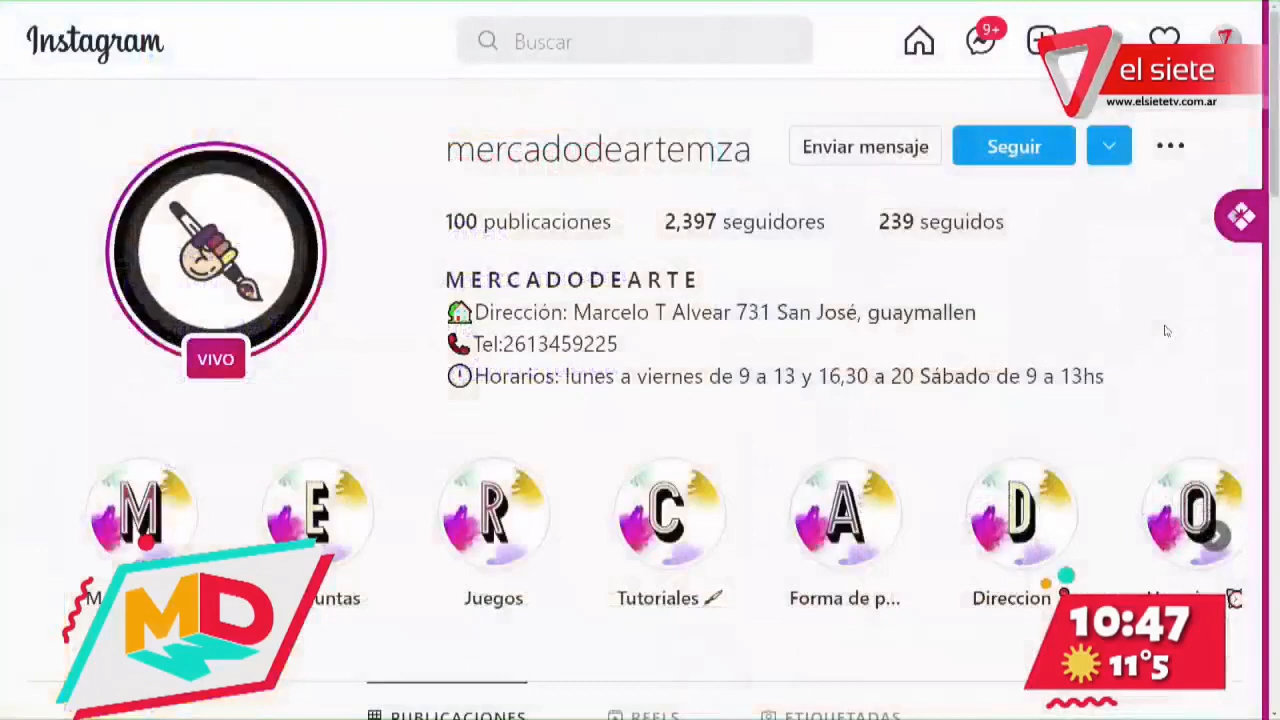 Instagram
Buscar
9+
el siete
www.elsietetv.com.ar
mercadodeartemza
Enviar mensaje
Seguir
100 publicaciones
2,397 seguidores
239 seguidos
M E R C A D O D E A R T E
Dirección: Marcelo T Alvear 731 San José, guaymallen
Tel:2613459225
Horarios: lunes a viernes de 9 a 13 y 16,30 a 20 Sábado de 9 a 13hs
VIVO
M
E
R
C
A
D
O
M
untas
Juegos
Tutoriales
Forma de p...
Direccion
MD
10:47
11°5
PUBLICACIONES
REELS
ETIQUETADAS